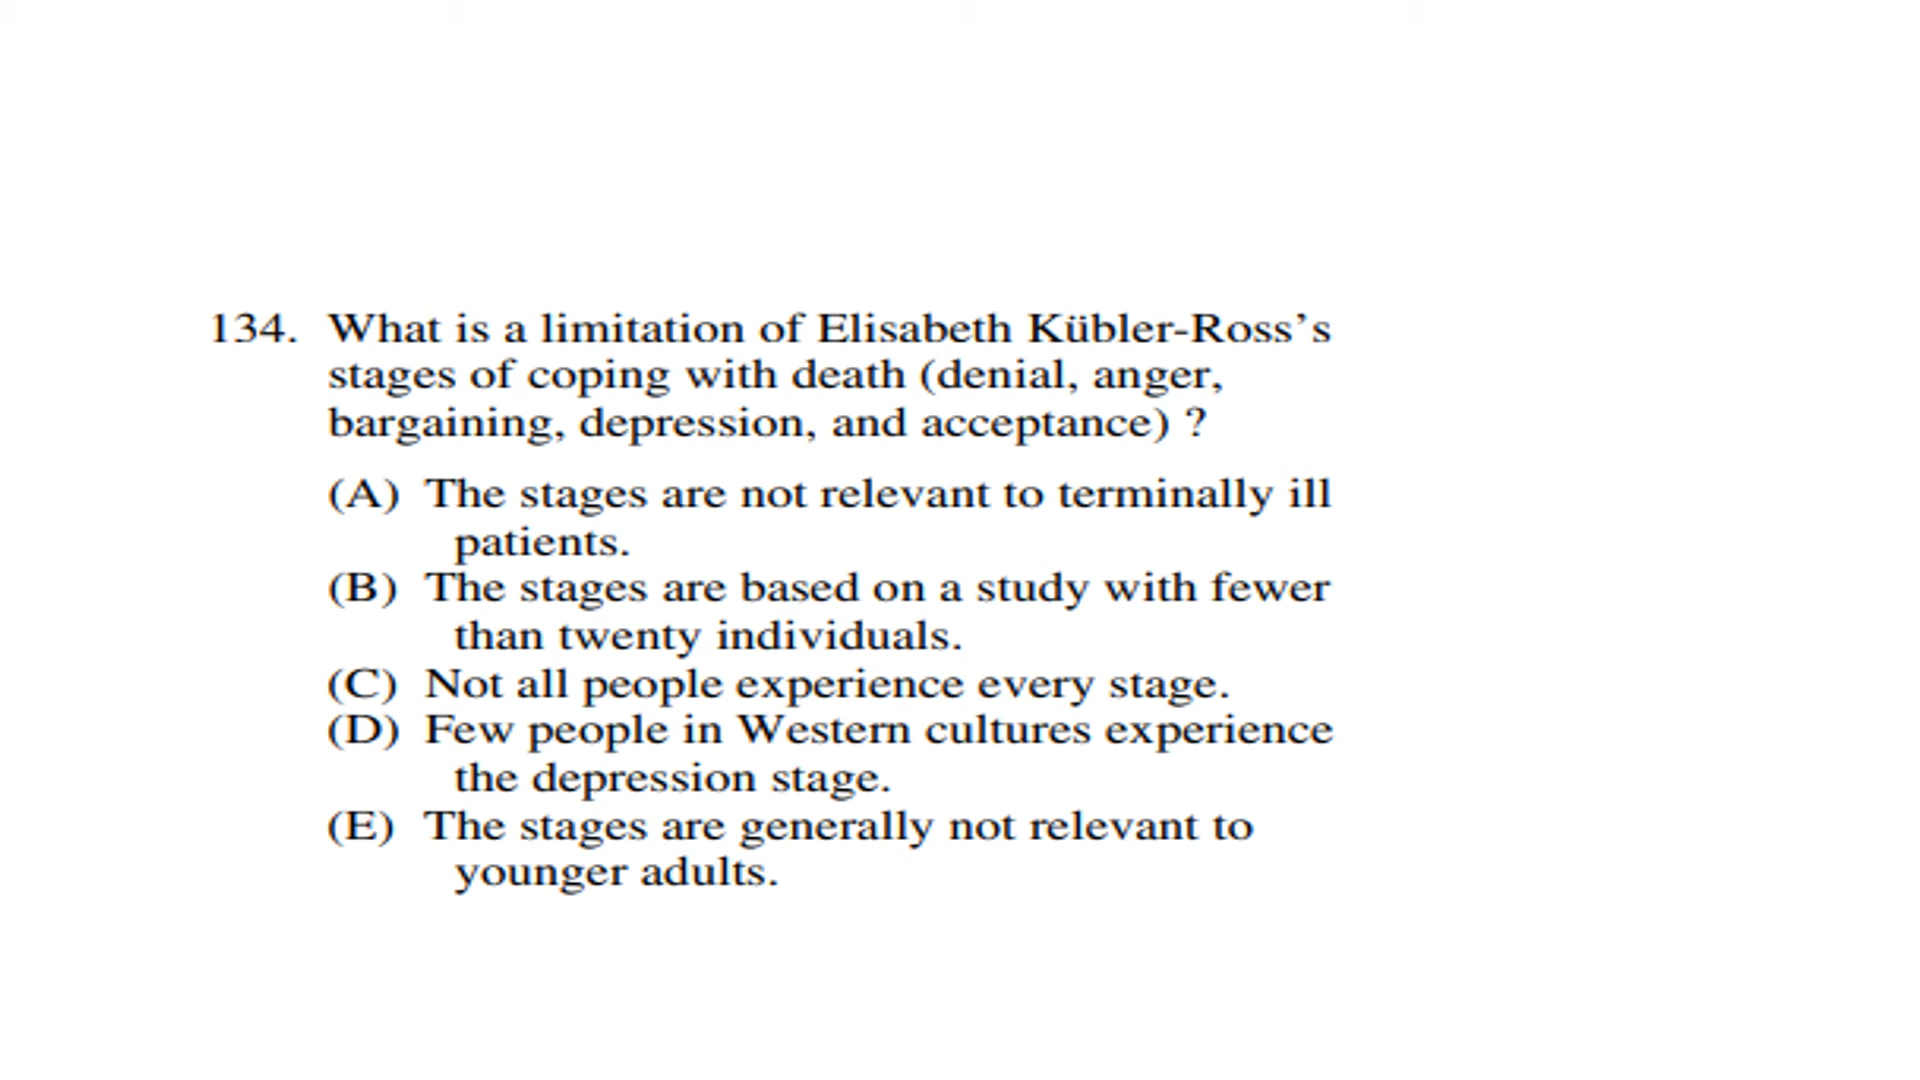 134. What is a limitation of Elisabeth Kübler-Ross’s
stages of coping with death (denial, anger,
bargaining, depression, and acceptance) ?
(A) The stages are not relevant to terminally ill
patients.
(B) The stages are based on a study with fewer
than twenty individuals.
(C) Not all people experience every stage.
(D) Few people in Western cultures experience
the depression stage.
(E) The stages are generally not relevant to
younger adults.